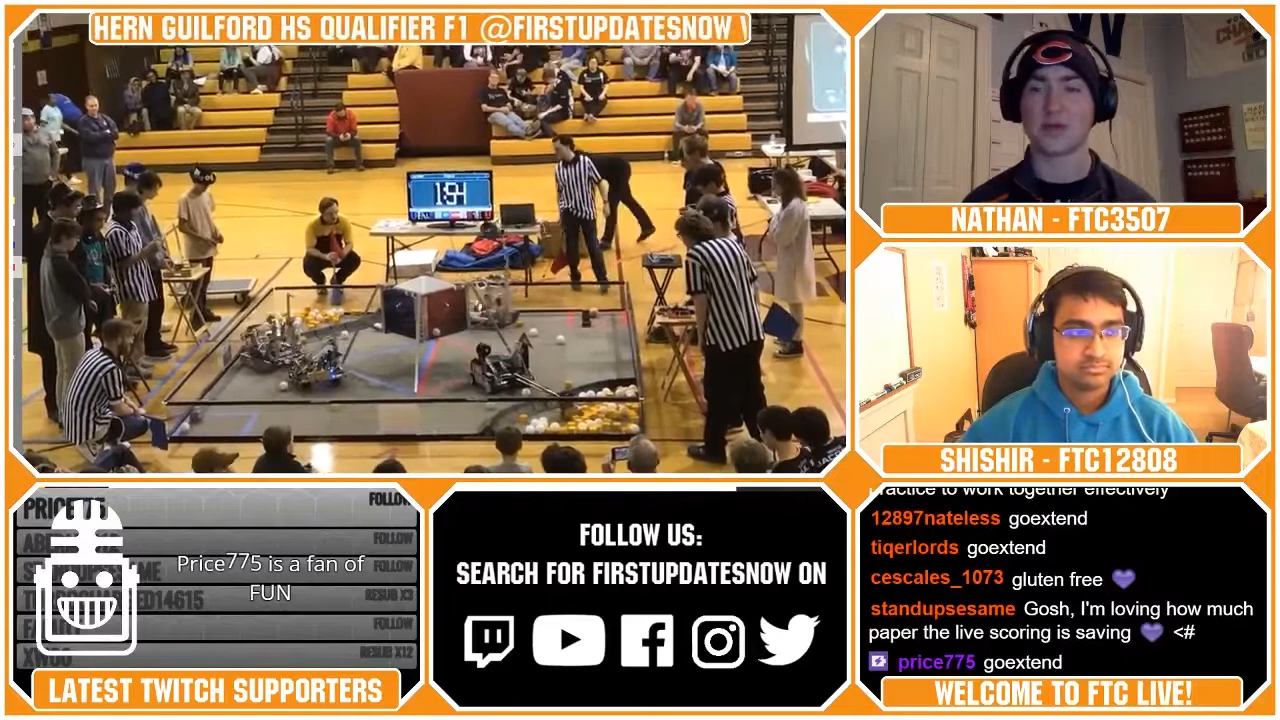 HERN GUILFORD HS QUALIFIER F1 @FIRSTUPDATESNOW
1:54
NATHAN - FTC3507
SHISHIR - FTC12808
PRICE775
FOLLOW
FOLLOW
FOLLOW
RESUB X3
FOLLOW
RESUB X12
Price775 is a fan of
FUN
LATEST TWITCH SUPPORTERS
FOLLOW US:
SEARCH FOR FIRSTUPDATESNOW ON
practice to work together effectively
12897nateless goextend
tiqerlords goextend
cescales_1073 gluten free 💜
standupsesame Gosh, I'm loving how much
paper the live scoring is saving 💜 <#
price775 goextend
WELCOME TO FTC LIVE!